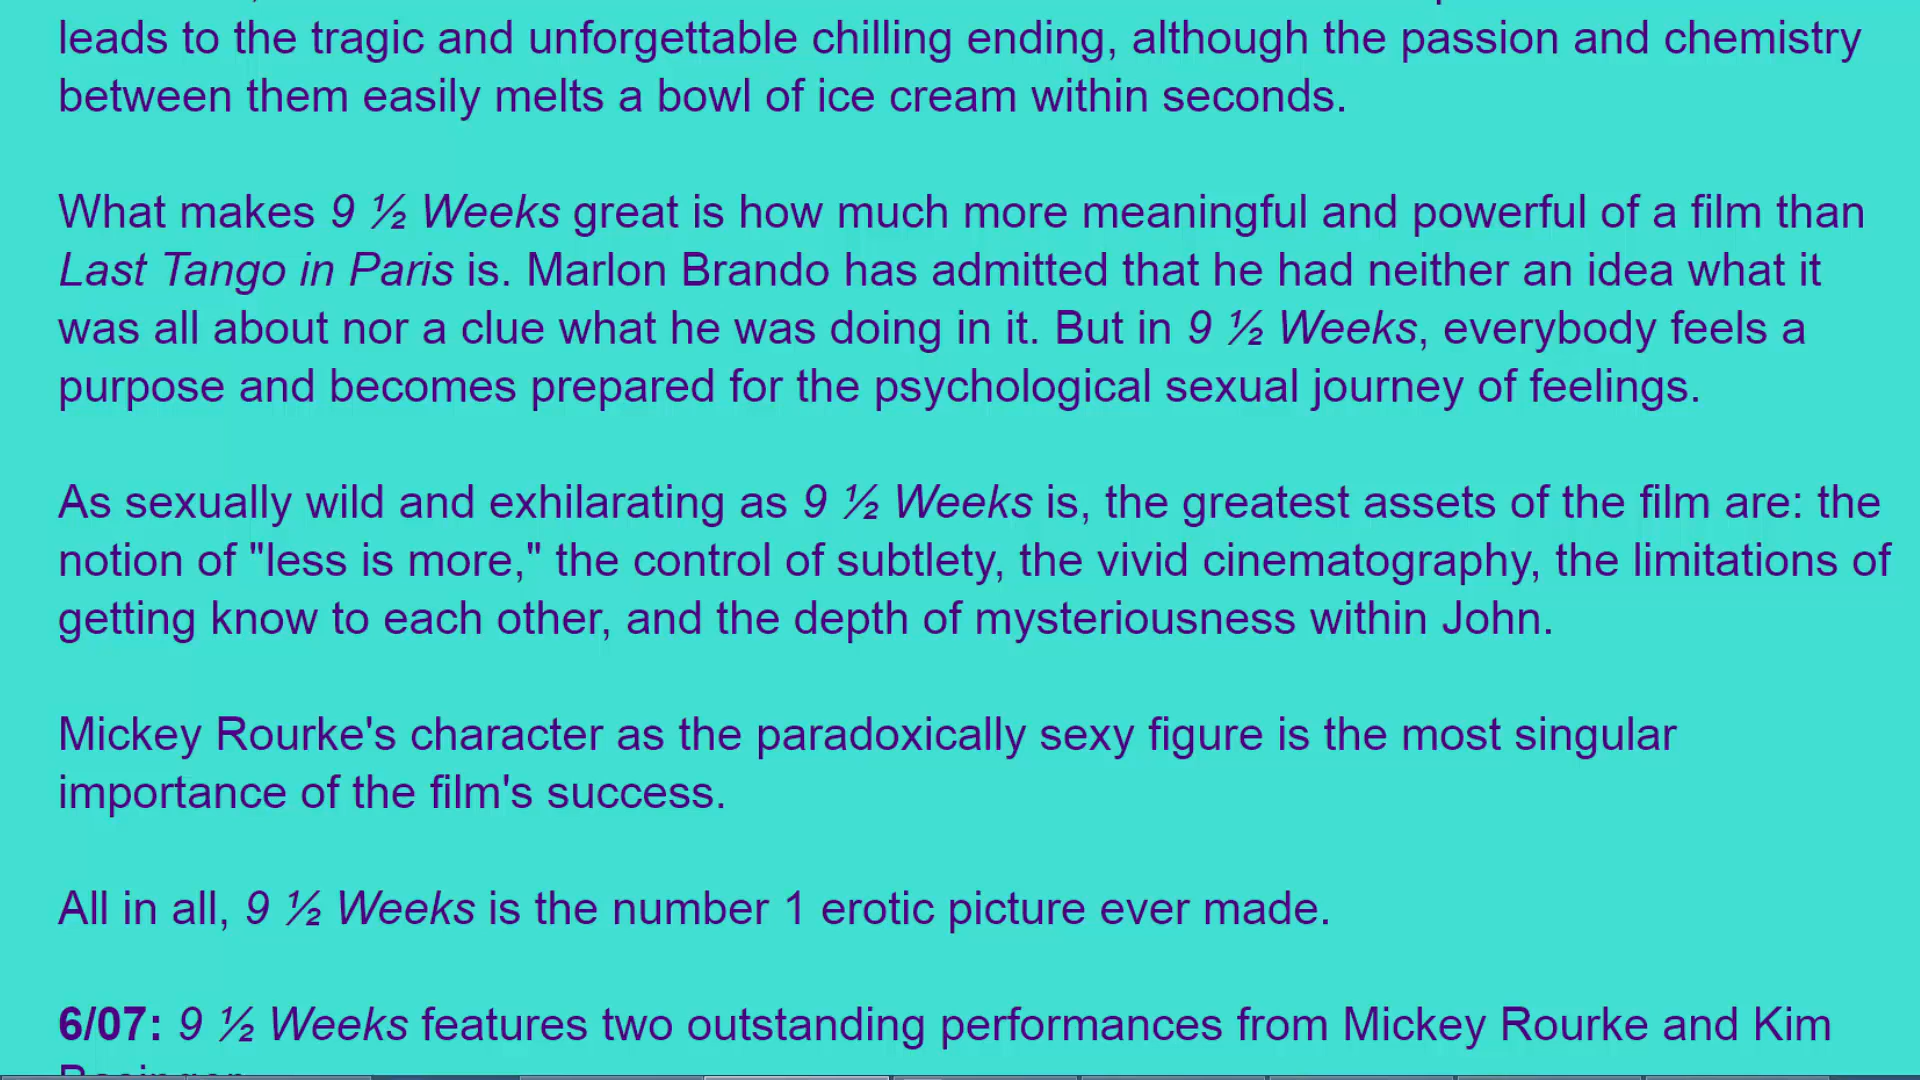 leads to the tragic and unforgettable chilling ending, although the passion and chemistry
between them easily melts a bowl of ice cream within seconds.
What makes 9 ½ Weeks great is how much more meaningful and powerful of a film than
Last Tango in Paris is. Marlon Brando has admitted that he had neither an idea what it
was all about nor a clue what he was doing in it. But in 9 ½ Weeks, everybody feels a
purpose and becomes prepared for the psychological sexual journey of feelings.
As sexually wild and exhilarating as 9 ½ Weeks is, the greatest assets of the film are: the
notion of "less is more," the control of subtlety, the vivid cinematography, the limitations of
getting know to each other, and the depth of mysteriousness within John.
Mickey Rourke's character as the paradoxically sexy figure is the most singular
importance of the film's success.
All in all, 9 ½ Weeks is the number 1 erotic picture ever made.
6/07: 9 ½ Weeks features two outstanding performances from Mickey Rourke and Kim